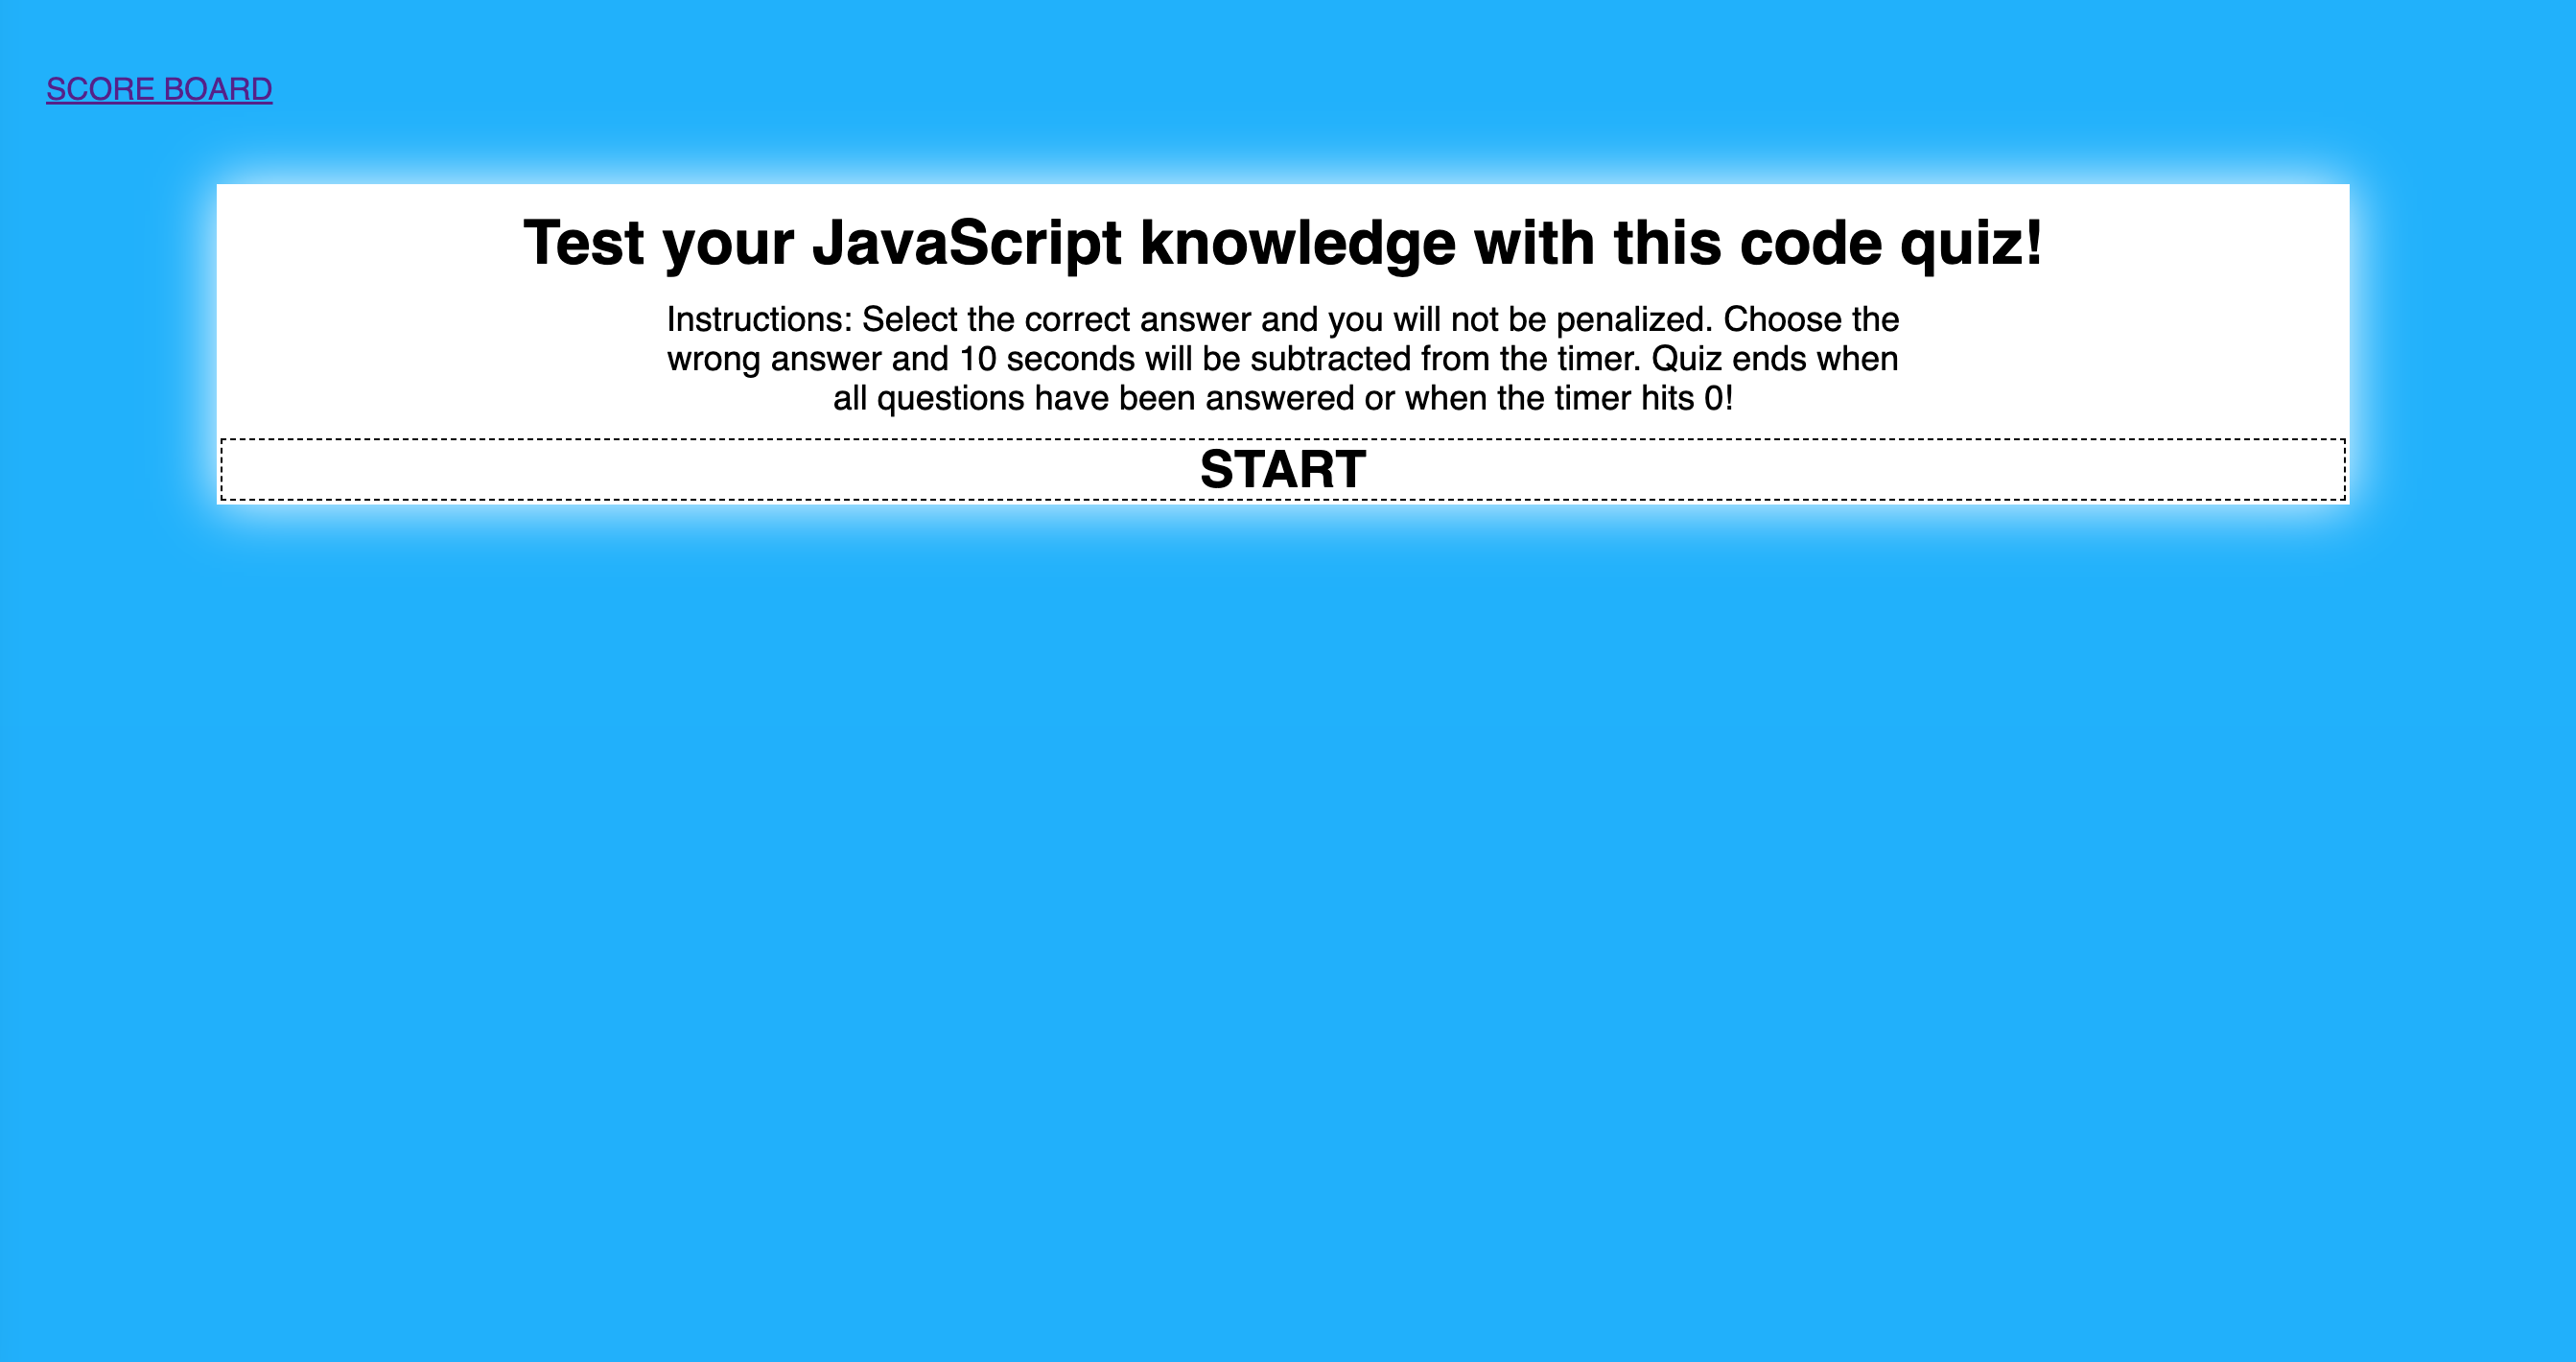 SCORE BOARD
Test your JavaScript knowledge with this code quiz!
Instructions: Select the correct answer and you will not be penalized. Choose the
wrong answer and 10 seconds will be subtracted from the timer. Quiz ends when
all questions have been answered or when the timer hits 0!
START